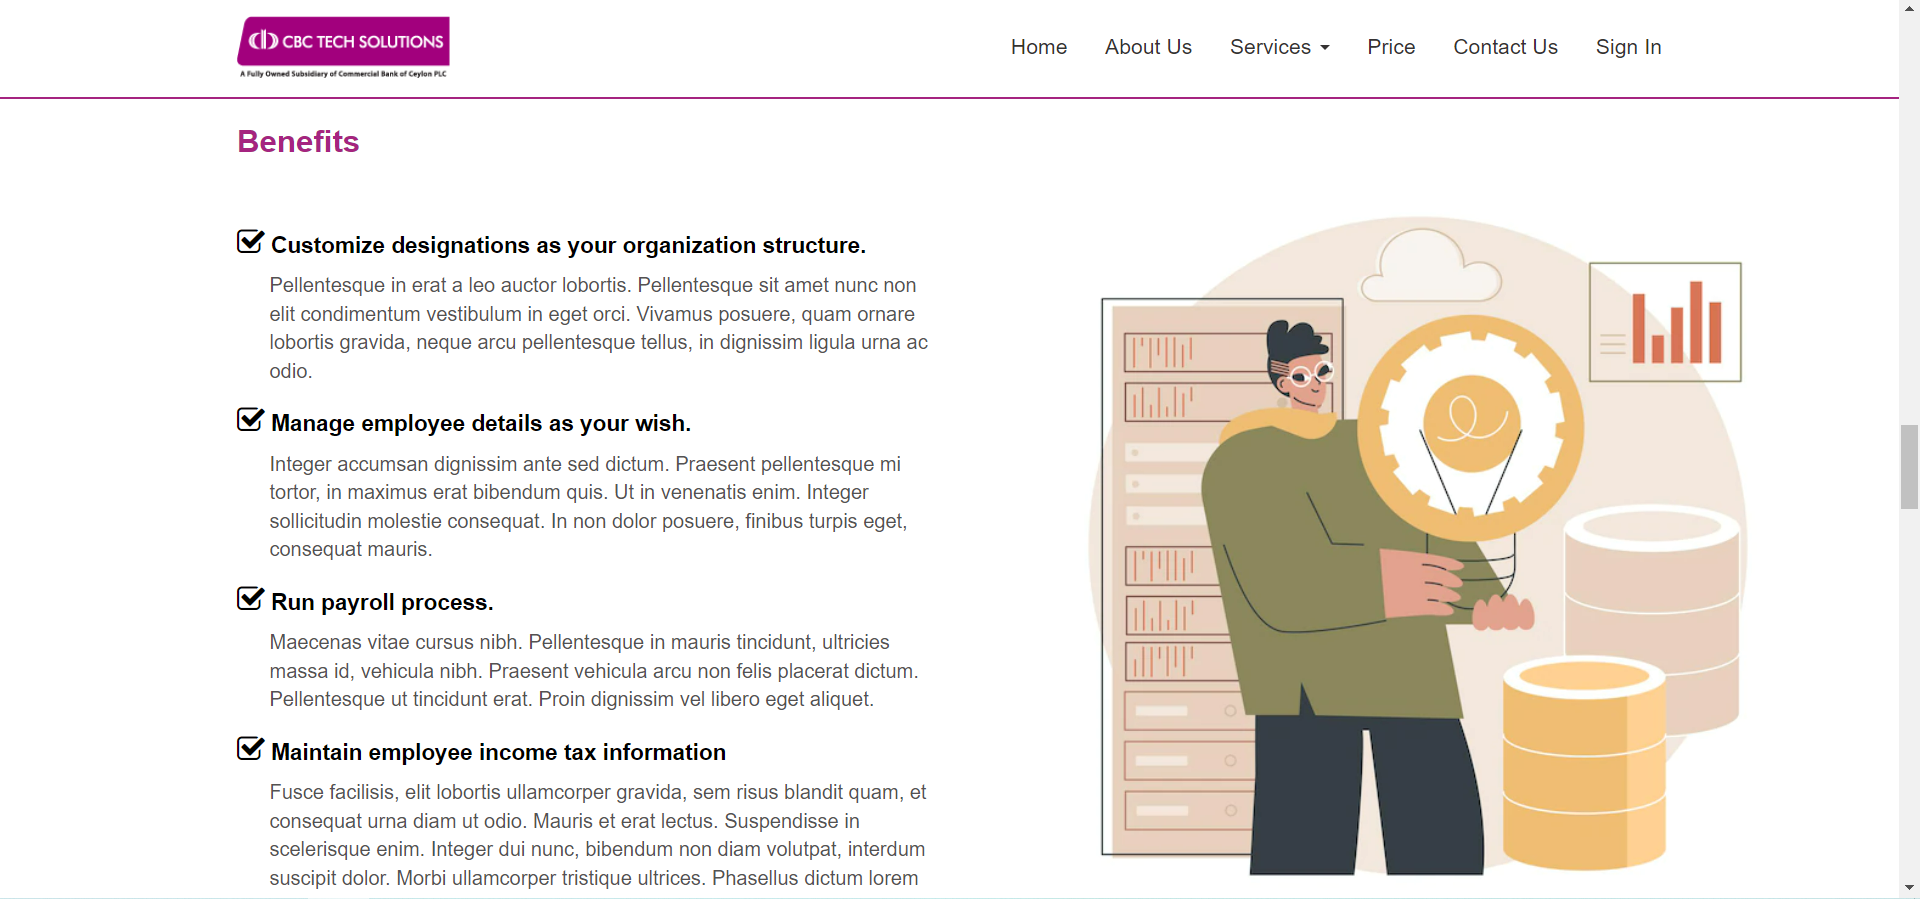 CBC TECH SOLUTIONS
A Fully Owned Subsidiary of Commercial Bank of Ceylon PLC
Home About Us Services Price Contact Us Sign In
Benefits
Customize designations as your organization structure.
Pellentesque in erat a leo auctor lobortis. Pellentesque sit amet nunc non
elit condimentum vestibulum in eget orci. Vivamus posuere, quam ornare
lobortis gravida, neque arcu pellentesque tellus, in dignissim ligula urna ac
odio.
Manage employee details as your wish.
Integer accumsan dignissim ante sed dictum. Praesent pellentesque mi
tortor, in maximus erat bibendum quis. Ut in venenatis enim. Integer
sollicitudin molestie consequat. In non dolor posuere, finibus turpis eget,
consequat mauris.
Run payroll process.
Maecenas vitae cursus nibh. Pellentesque in mauris tincidunt, ultricies
massa id, vehicula nibh. Praesent vehicula arcu non felis placerat dictum.
Pellentesque ut tincidunt erat. Proin dignissim vel libero eget aliquet.
Maintain employee income tax information
Fusce facilisis, elit lobortis ullamcorper gravida, sem risus blandit quam, et
consequat urna diam ut odio. Mauris et erat lectus. Suspendisse in
scelerisque enim. Integer dui nunc, bibendum non diam volutpat, interdum
suscipit dolor. Morbi ullamcorper tristique ultrices. Phasellus dictum lorem